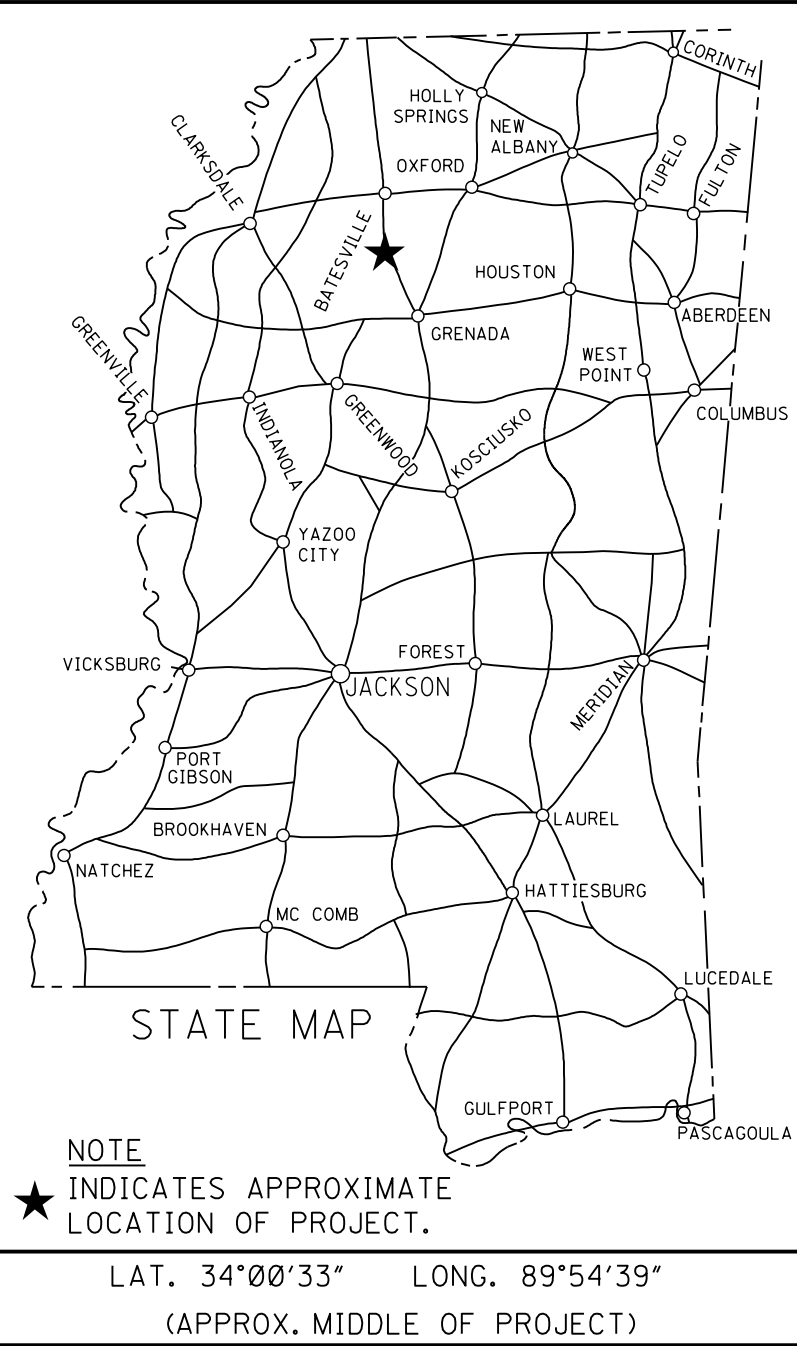 CORINTH
HOLLY
SPRINGS
NEW
ALBANY
CLARKSDALE
OXFORD
TUPELO
FULTON
BATESVILLE
HOUSTON
ABERDEEN
GRENADA
GREENVILLE
WEST
POINT
COLUMBUS
INDIANOLA
GREENWOOD
KOSCIUSKO
YAZOO
CITY
VICKSBURG
FOREST
JACKSON
MERIDIAN
PORT
GIBSON
BROOKHAVEN
LAUREL
NATCHEZ
HATTIESBURG
MC COMB
LUCEDALE
STATE MAP
GULFPORT
PASCAGOULA
NOTE
INDICATES APPROXIMATE
LOCATION OF PROJECT.
LAT. 34°00'33" LONG. 89°54'39"
(APPROX. MIDDLE OF PROJECT)